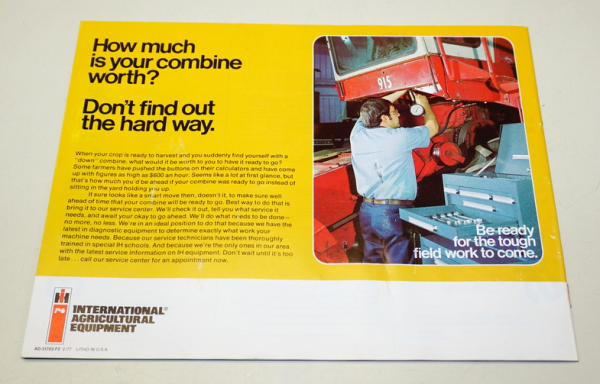 How much
is your combine
worth?
Don't find out
the hard way.
When your crop is ready to harvest and you suddenly find yourself with a
"down" combine, what would it be worth to you to have it ready to go?
Some farmers have pushed the buttons on their calculators and have come
up with figures as high as $600 an hour. Seems like a lot at first glance, but
that's how much you'd be ahead if your combine was ready to go instead of
sitting in the yard holding you up.
If sure looks like a smart move then, doesn't it, to make sure well
ahead of time that your combine will be ready to go. Best way to do that is
bring it to our service center. We'll check it out, tell you what service it
needs, and await your okay to go ahead. We'll do what needs to be done—
no more, no less. We're in an ideal position to do that because we have the
latest in diagnostic equipment to determine exactly what work your
machine needs. Because our service technicians have been thoroughly
trained in special IH schools. And because we're the only ones in our area
with the latest service information on IH equipment. Don't wait until it's too
late . . . call our service center for an appointment now.
915
Be ready
for the tough
field work to come.
IH
INTERNATIONAL®
AGRICULTURAL
EQUIPMENT
LITHO IN U.S.A.